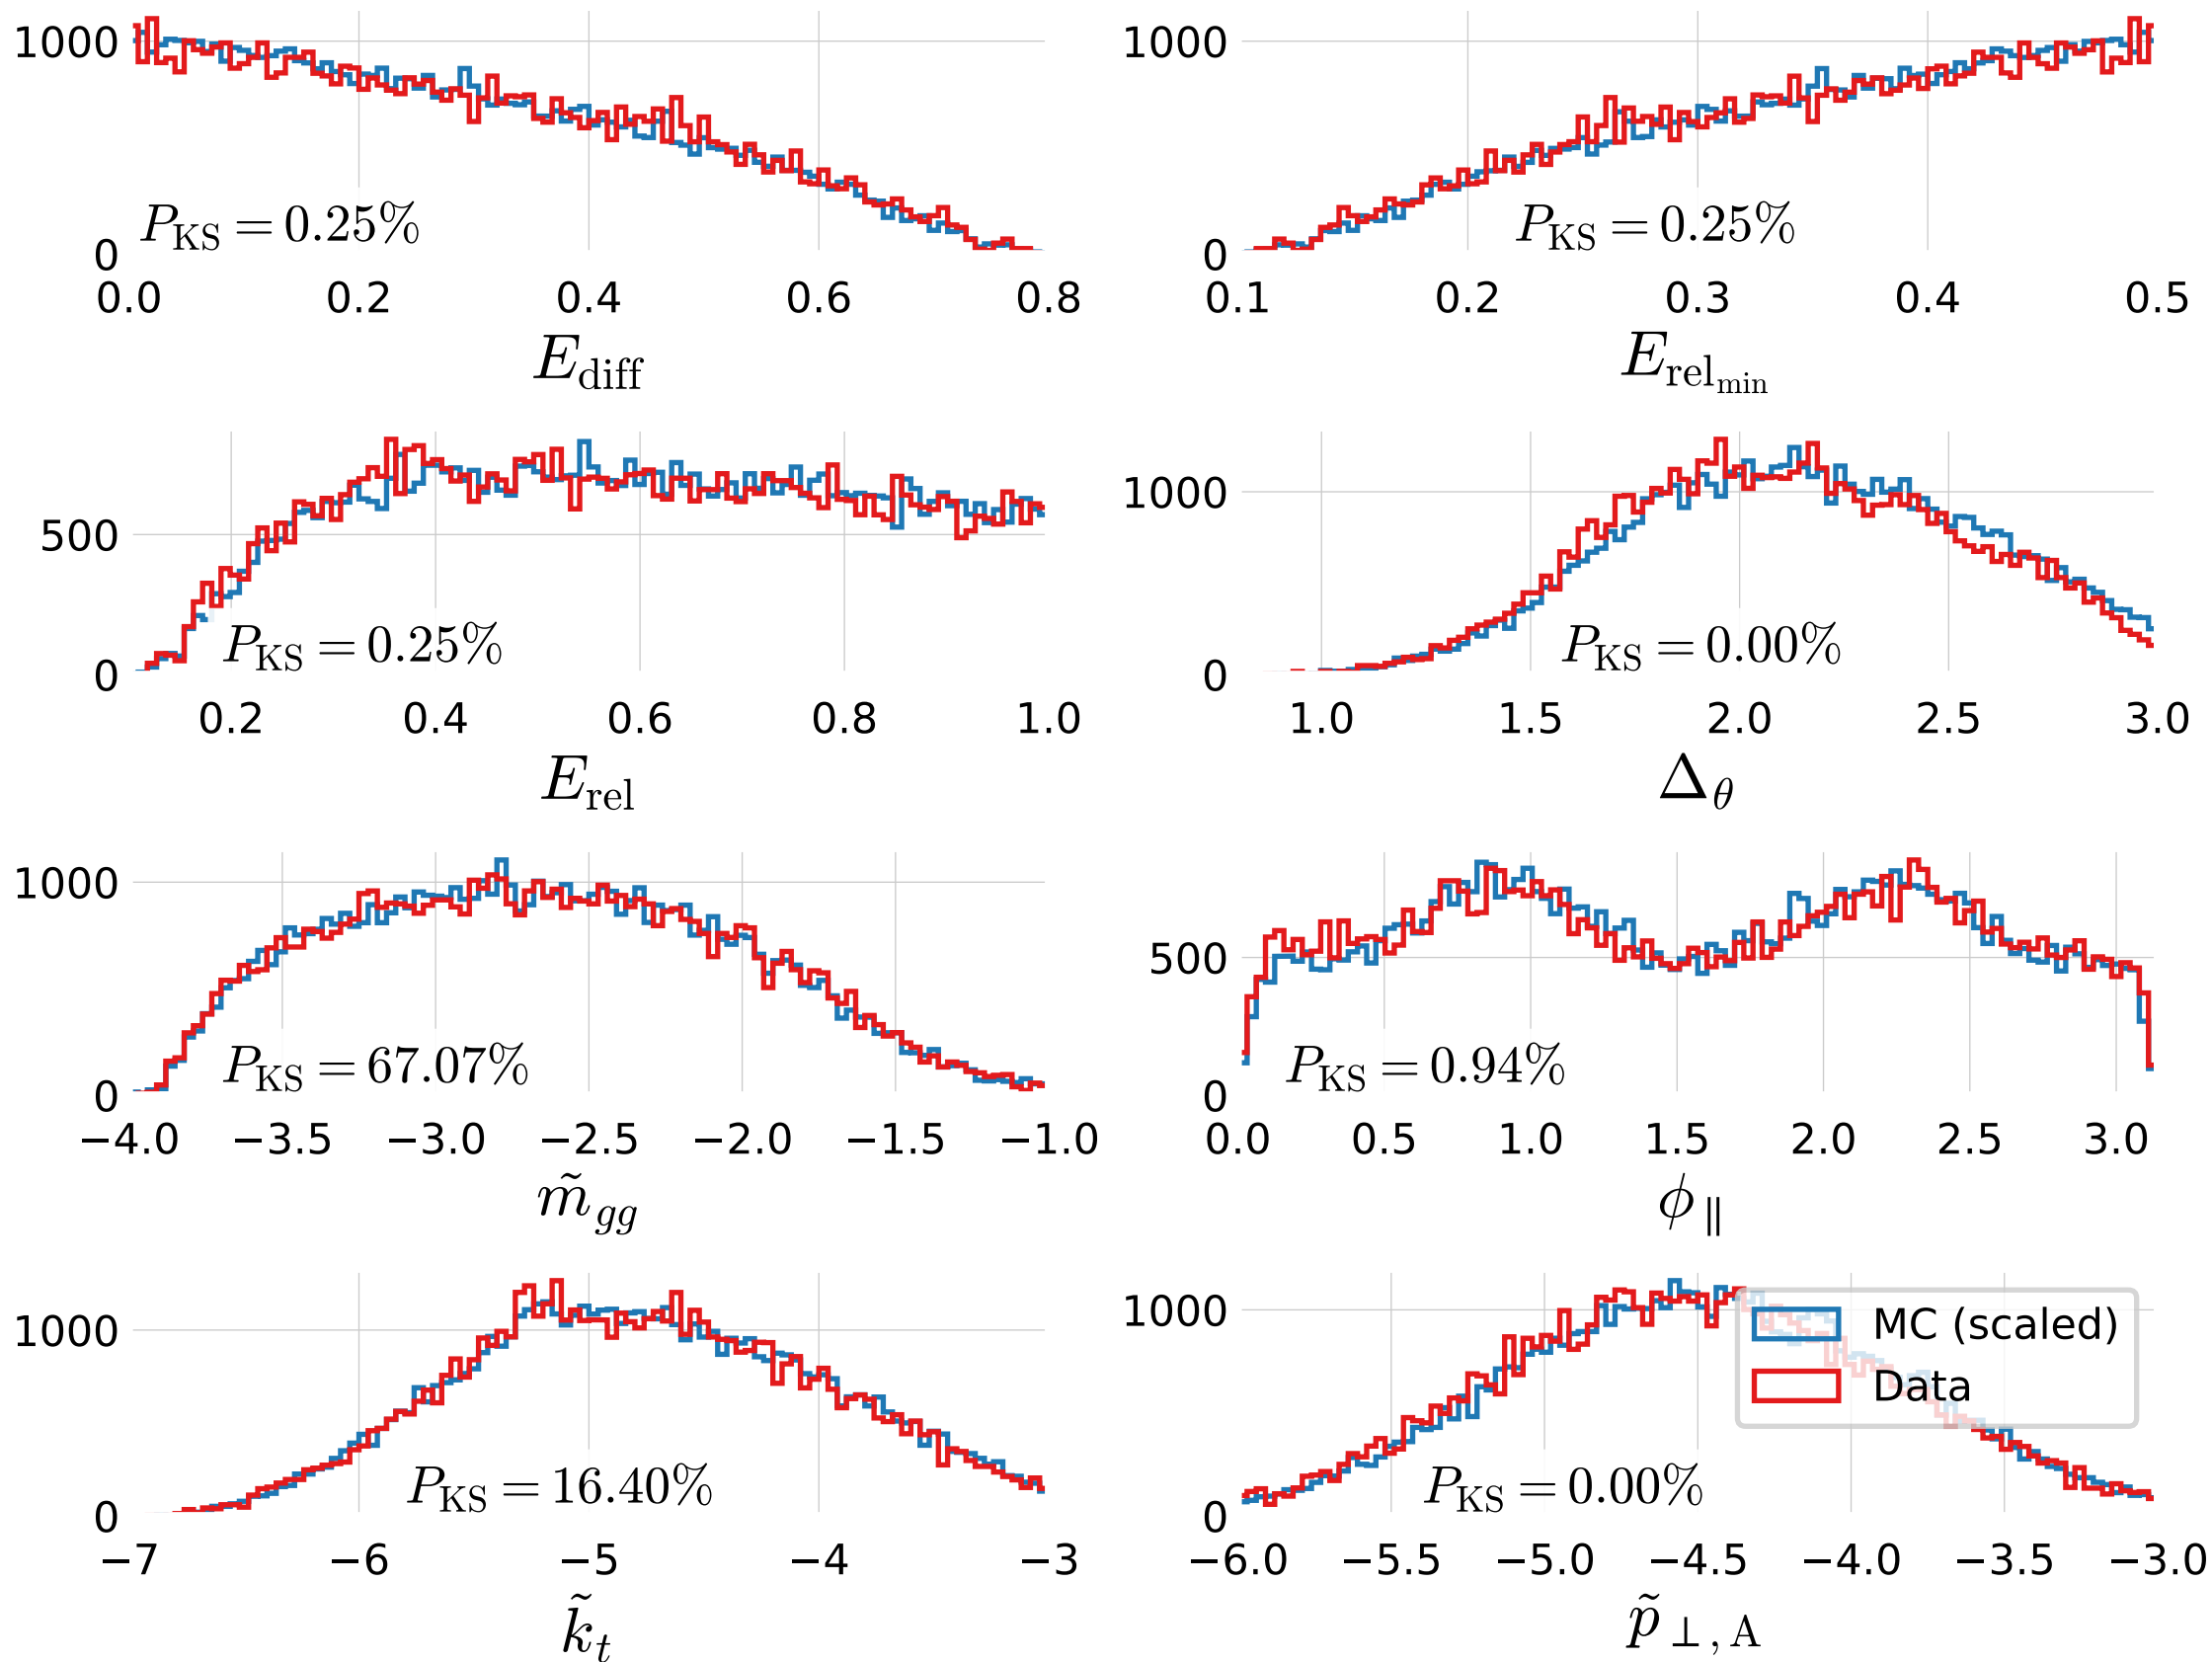 1000
0
P_KS = 0.25%
0.0 0.2 0.4 0.6 0.8
E_diff
1000
0
P_KS = 0.25%
0.1 0.2 0.3 0.4 0.5
E_rel_min
500
0
P_KS = 0.25%
0.2 0.4 0.6 0.8 1.0
E_rel
1000
0
P_KS = 0.00%
1.0 1.5 2.0 2.5 3.0
Δ_θ
1000
0
P_KS = 67.07%
−4.0 −3.5 −3.0 −2.5 −2.0 −1.5 −1.0
m̃_gg
500
0
P_KS = 0.94%
0.0 0.5 1.0 1.5 2.0 2.5 3.0
ϕ_∥
1000
0
P_KS = 16.40%
−7 −6 −5 −4 −3
k̃_t
1000
0
MC (scaled)
Data
P_KS = 0.00%
−6.0 −5.5 −5.0 −4.5 −4.0 −3.5 −3.0
p̃_⊥,A